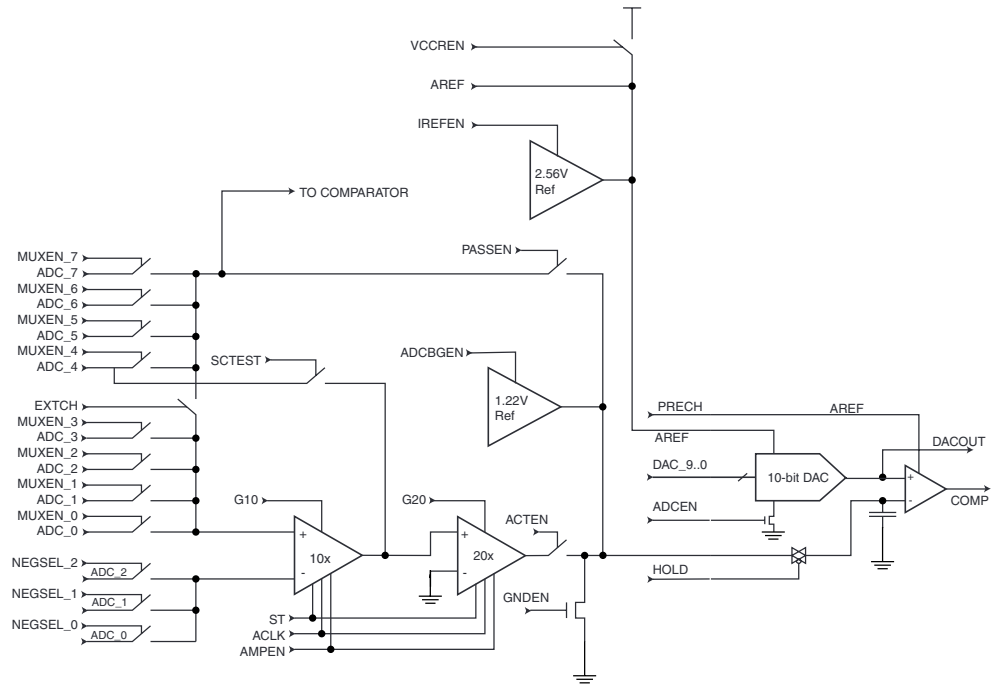 VCCREN
AREF
IREFEN
2.56V
Ref
TO COMPARATOR
PASSEN
MUXEN_7
ADC_7
MUXEN_6
ADC_6
MUXEN_5
ADC_5
MUXEN_4
ADC_4
SCTEST
ADCBGEN
1.22V
Ref
EXTCH
MUXEN_3
ADC_3
MUXEN_2
ADC_2
MUXEN_1
ADC_1
MUXEN_0
ADC_0
PRECH
AREF
AREF
DACOUT
DAC_9..0
10-bit DAC
+
-
COMP
ADCEN
G10
G20
ACTEN
+
10x
-
+
20x
-
NEGSEL_2
ADC_2
NEGSEL_1
ADC_1
NEGSEL_0
ADC_0
HOLD
GNDEN
ST
ACLK
AMPEN